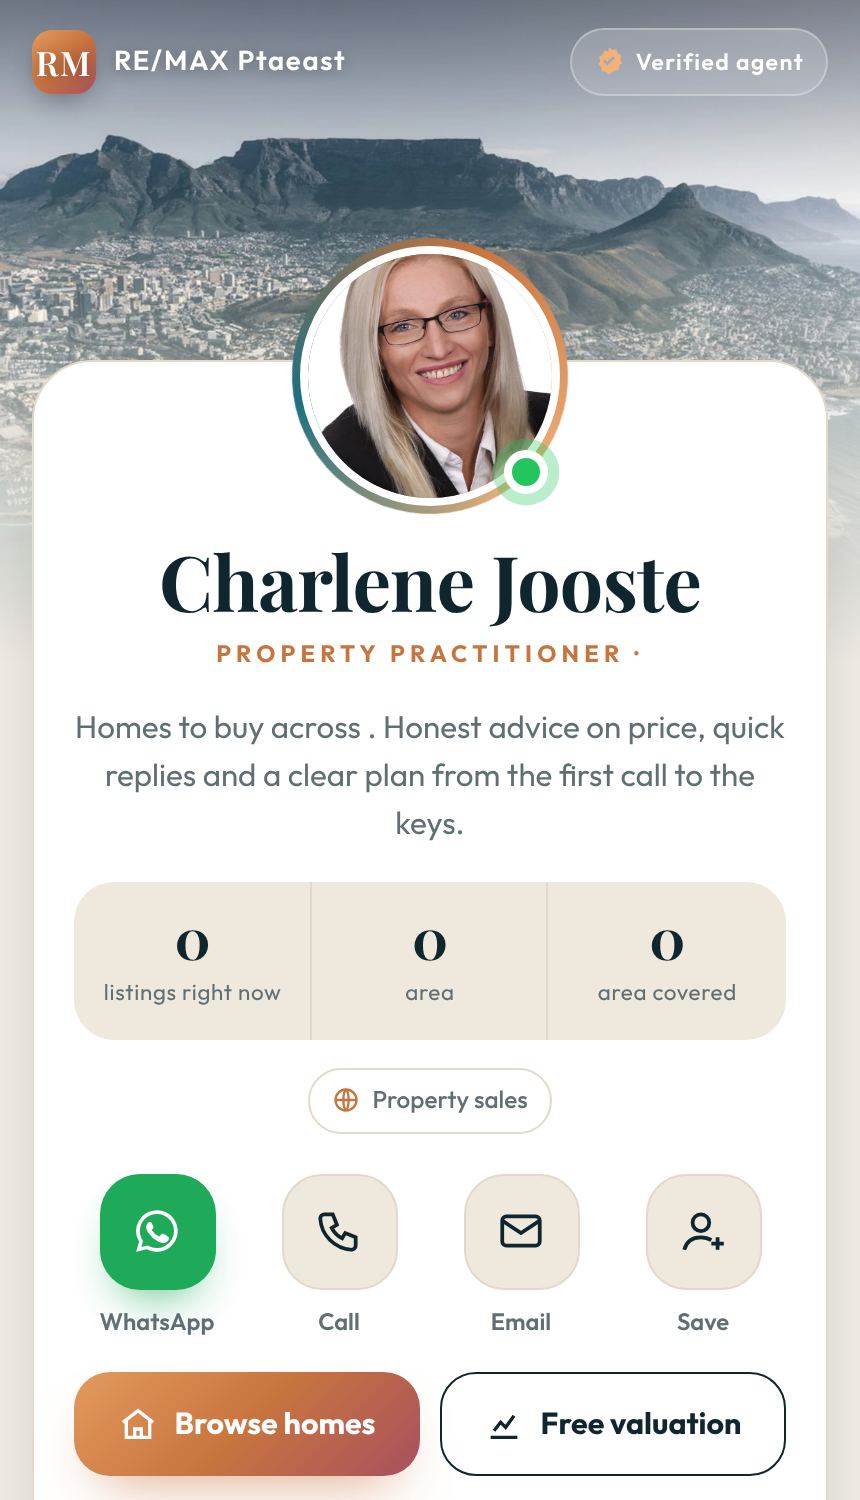 RM
RE/MAX Ptaeast
Verified agent
Charlene Jooste
PROPERTY PRACTITIONER ·
Homes to buy across . Honest advice on price, quick
replies and a clear plan from the first call to the
keys.
0
listings right now
0
area
0
area covered
Property sales
WhatsApp
Call
Email
Save
Browse homes
Free valuation